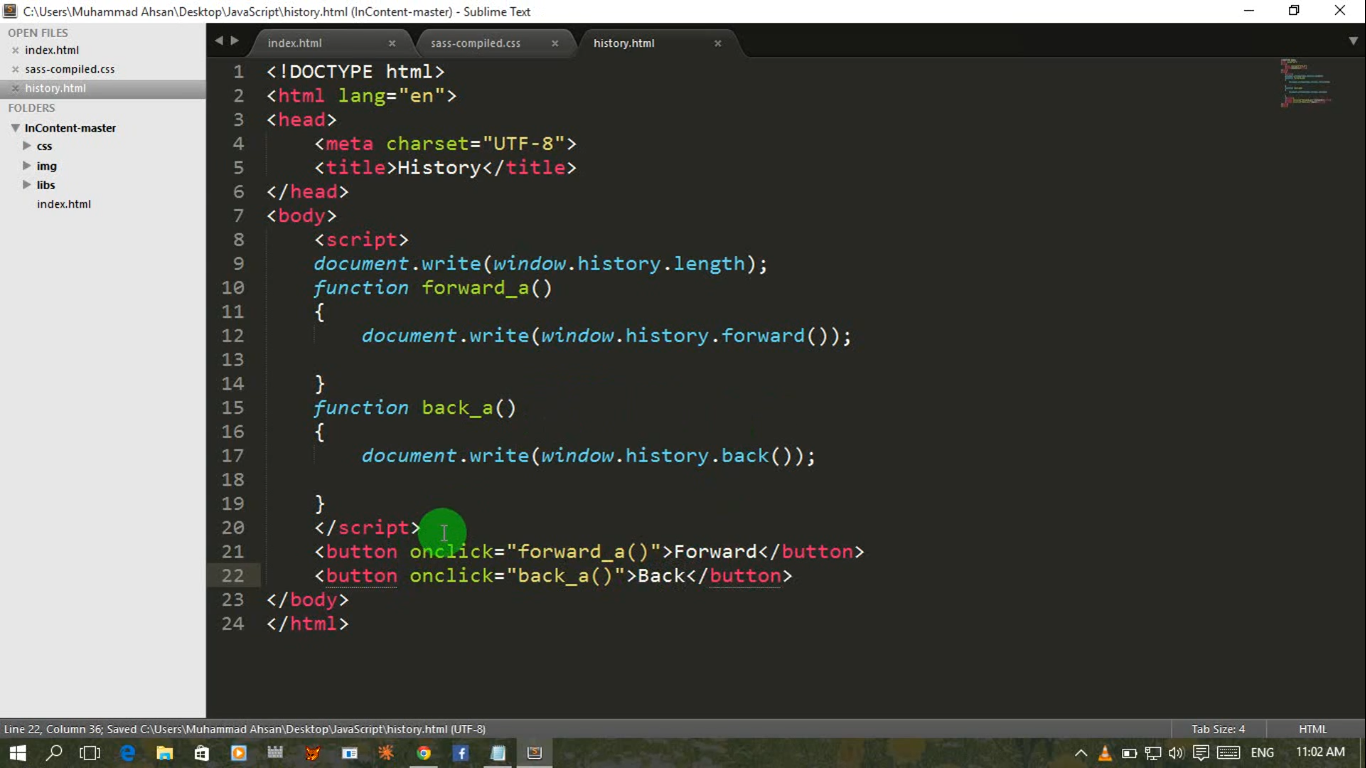 C:\Users\Muhammad Ahsan\Desktop\JavaScript\history.html (InContent-master) - Sublime Text
OPEN FILES
index.html
sass-compiled.css
history.html
FOLDERS
InContent-master
css
img
libs
index.html
index.html
sass-compiled.css
history.html
1 <!DOCTYPE html>
2 <html lang="en">
3 <head>
4 <meta charset="UTF-8">
5 <title>History</title>
6 </head>
7 <body>
8 <script>
9 document.write(window.history.length);
10 function forward_a()
11 {
12 document.write(window.history.forward());
13
14 }
15 function back_a()
16 {
17 document.write(window.history.back());
18
19 }
20 </script>
21 <button onclick="forward_a()">Forward</button>
22 <button onclick="back_a()">Back</button>
23 </body>
24 </html>
Line 22, Column 36; Saved C:\Users\Muhammad Ahsan\Desktop\JavaScript\history.html (UTF-8)
Tab Size: 4
HTML
ENG
11:02 AM